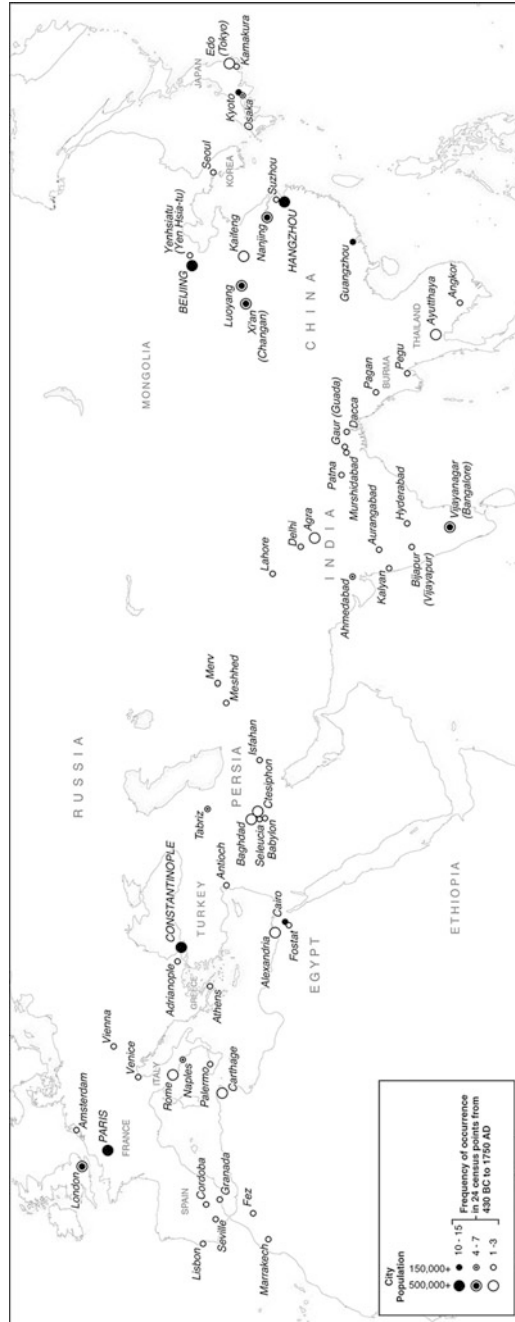 RUSSIA
MONGOLIA
CHINA
JAPAN
KOREA
THAILAND
BURMA
INDIA
PERSIA
TURKEY
GREECE
ITALY
FRANCE
SPAIN
EGYPT
ETHIOPIA
London
Amsterdam
PARIS
Vienna
Venice
Rome
Naples
Palermo
Carthage
Lisbon
Seville
Cordoba
Granada
Fez
Marrakech
Adrianople
CONSTANTINOPLE
Athens
Antioch
Alexandria
Cairo
Fostat
Tabriz
Baghdad
Seleucia
Babylon
Ctesiphon
Isfahan
Merv
Meshhed
Lahore
Delhi
Agra
Ahmedabad
Kalyan
Bijapur
(Vijayapur)
Aurangabad
Hyderabad
Vijayanagar
(Bangalore)
Patna
Murshidabad
Gaur (Guada)
Dacca
Pagan
Pegu
Ayutthaya
Angkor
BEIJING
Yenhsiatu
(Yen Hsia-tu)
Luoyang
Xi'an
(Changan)
Kaifeng
Nanjing
Suzhou
HANGZHOU
Guangzhou
Seoul
Kyoto
Osaka
Edo
(Tokyo)
Kamakura
City
Population
500,000+ 150,000+
Frequency of occurrence
in 24 census points from
430 BC to 1750 AD
10 - 15
4 - 7
1 - 3